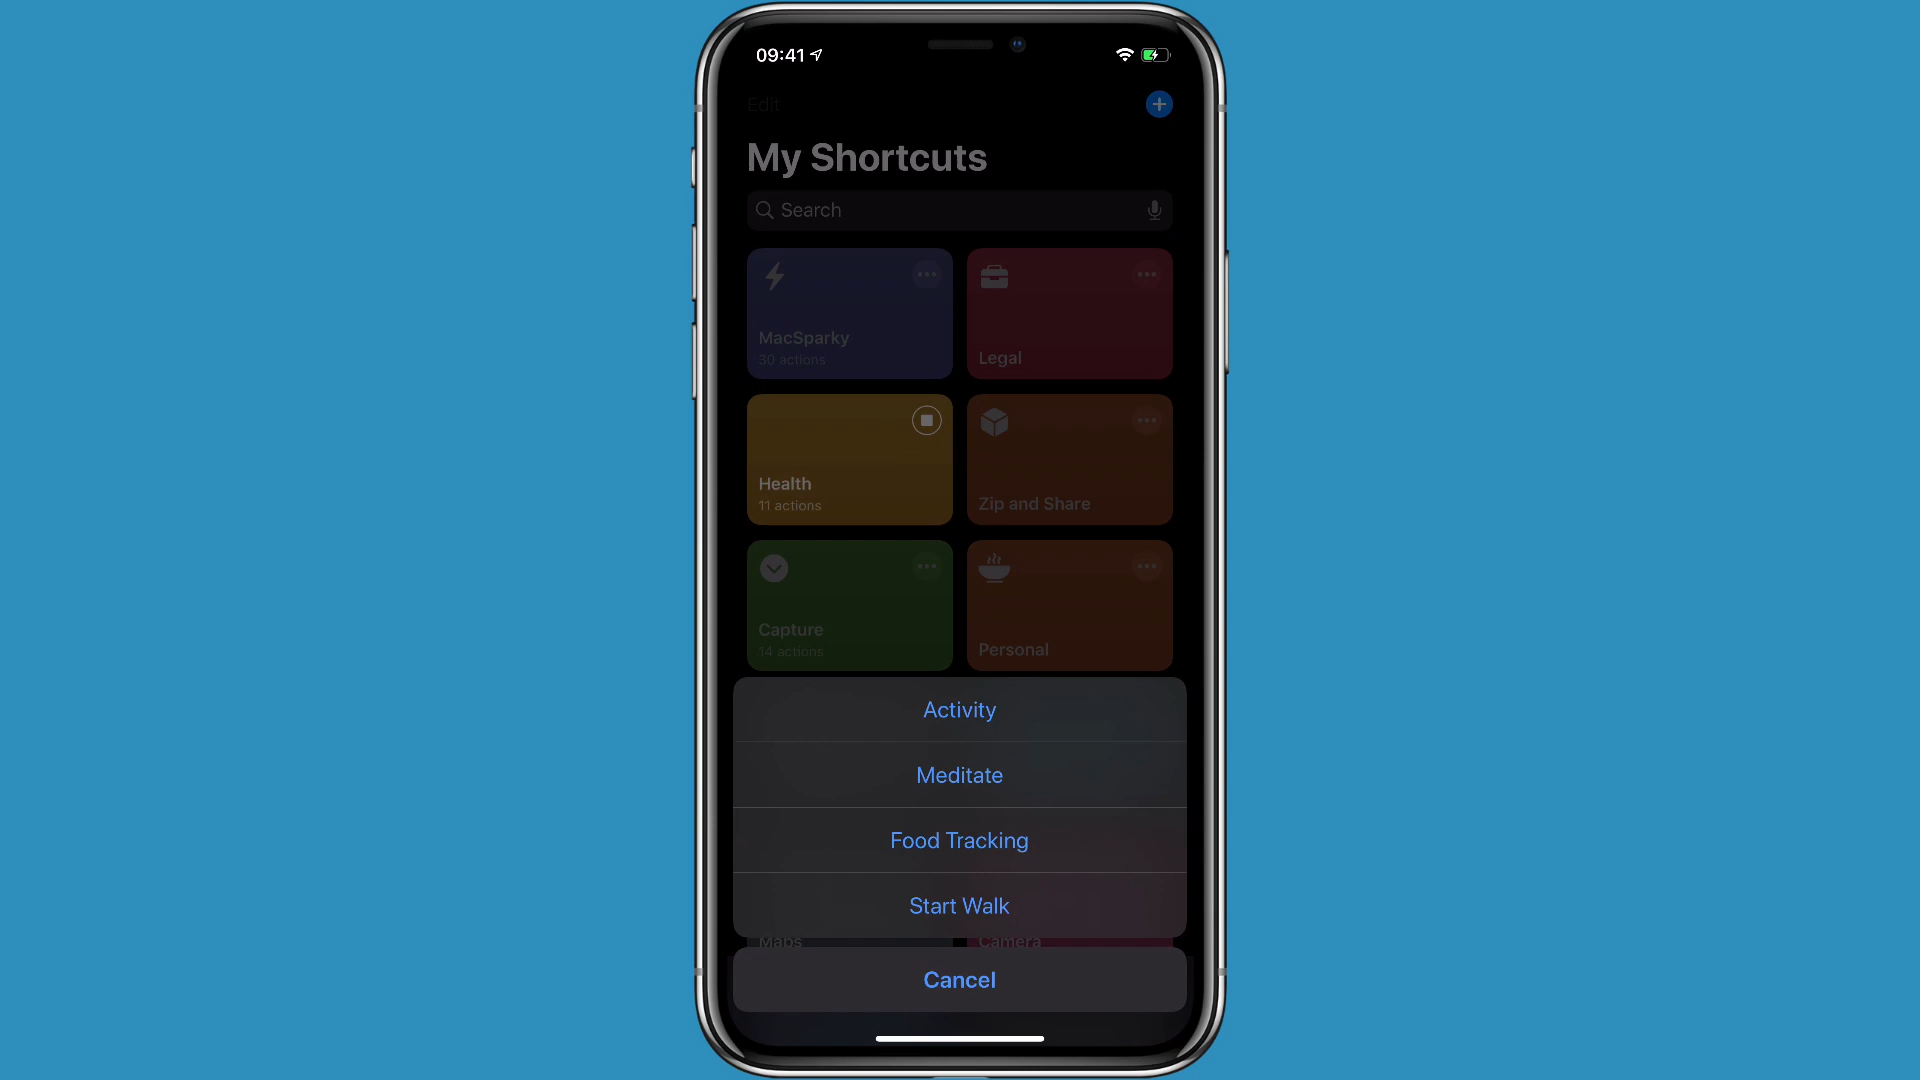 09:41
Edit
My Shortcuts
Search
MacSparky
30 actions
Legal
Health
11 actions
Zip and Share
Capture
14 actions
Personal
Activity
Meditate
Food Tracking
Start Walk
Maps
Camera
Cancel